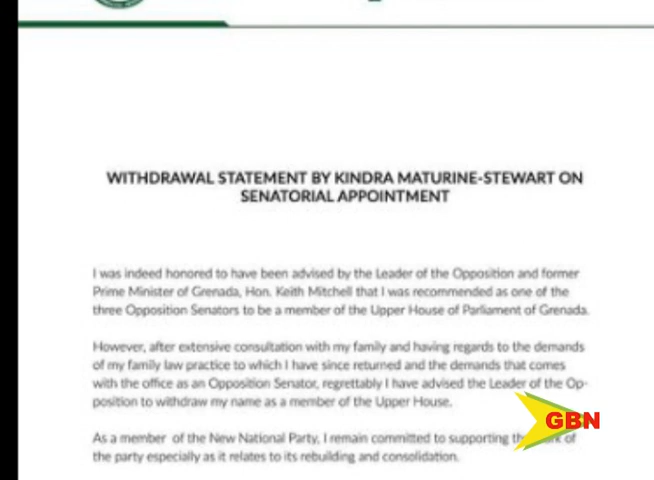 WITHDRAWAL STATEMENT BY KINDRA MATURINE-STEWART ON
SENATORIAL APPOINTMENT
I was indeed honored to have been advised by the Leader of the Opposition and former
Prime Minister of Grenada, Hon. Keith Mitchell that I was recommended as one of the
three Opposition Senators to be a member of the Upper House of Parliament of Grenada.
However, after extensive consultation with my family and having regards to the demands
of my family law practice to which I have since returned and the demands that comes
with the office as an Opposition Senator, regrettably I have advised the Leader of the Op-
position to withdraw my name as a member of the Upper House.
As a member of the New National Party, I remain committed to supporting of
the party especially as it relates to its rebuilding and consolidation.
GBN